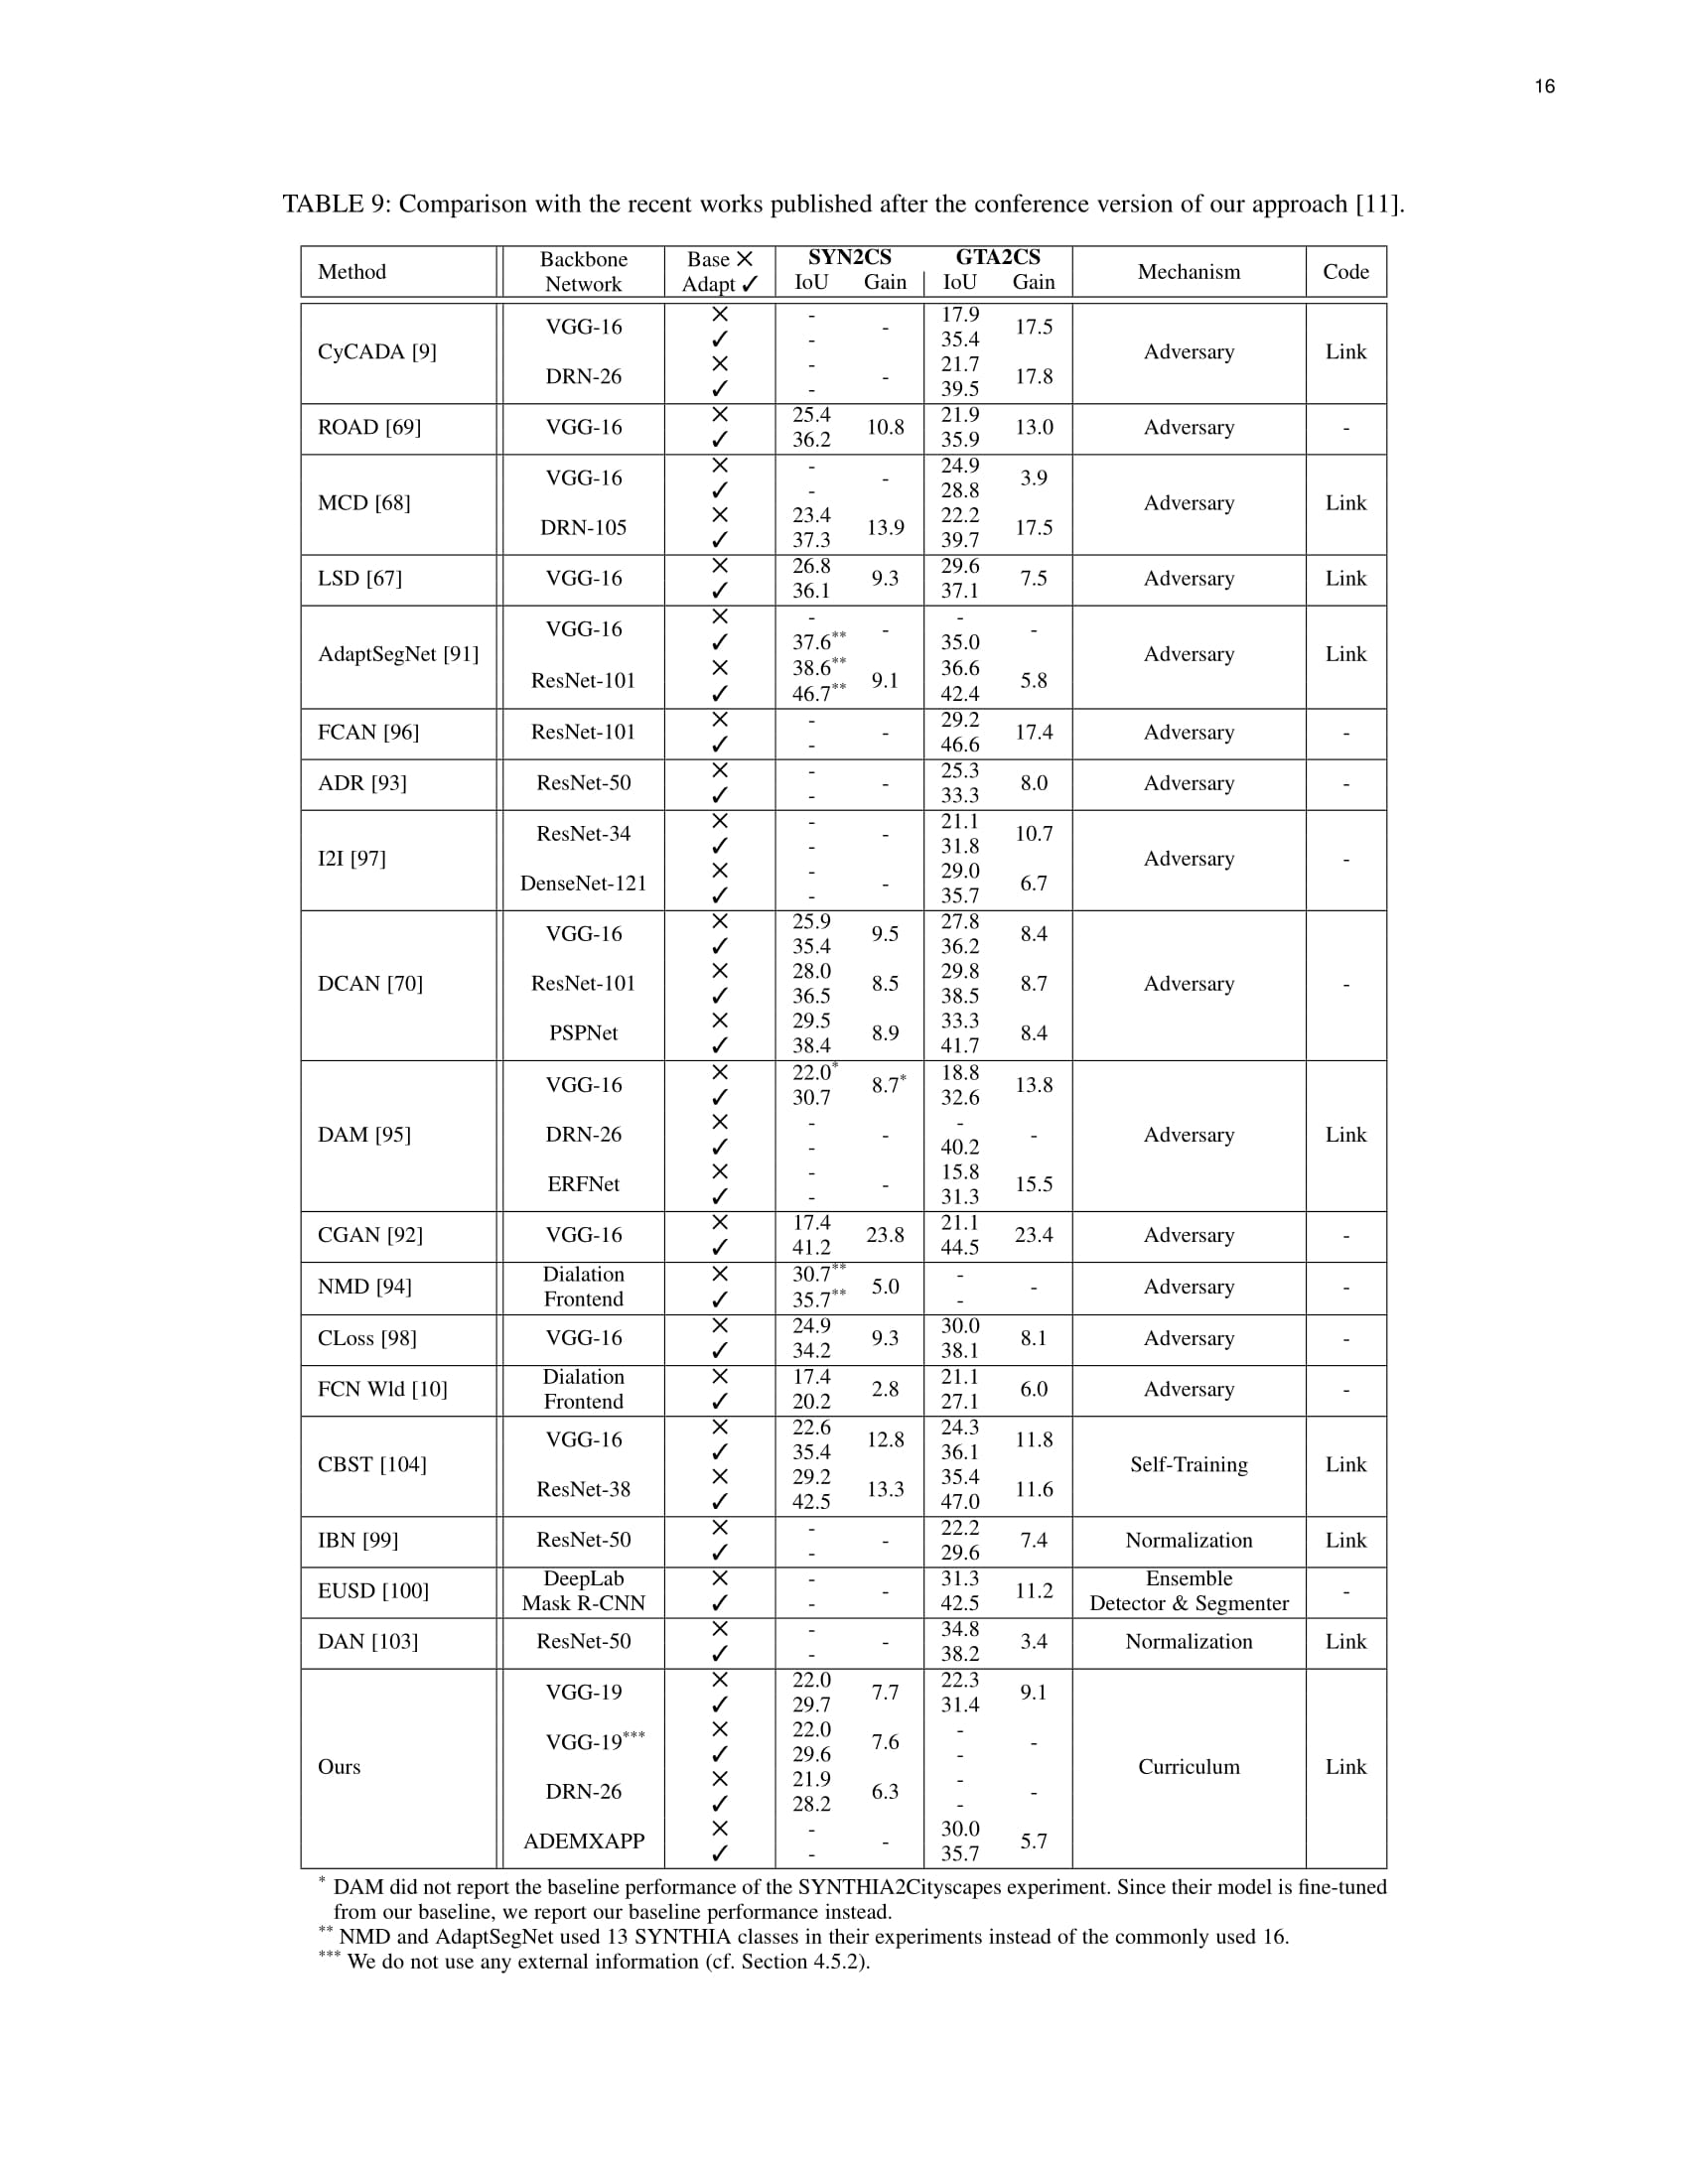 16
TABLE 9: Comparison with the recent works published after the conference version of our approach [11].
Method Backbone Network Base ✕ Adapt ✓ SYN2CS IoU Gain GTA2CS IoU Gain Mechanism Code
CyCADA [9] VGG-16 ✕ - - 17.9 17.5 Adversary Link
✓ - 35.4
DRN-26 ✕ - - 21.7 17.8
✓ - 39.5
ROAD [69] VGG-16 ✕ 25.4 10.8 21.9 13.0 Adversary -
✓ 36.2 35.9
MCD [68] VGG-16 ✕ - - 24.9 3.9 Adversary Link
✓ - 28.8
DRN-105 ✕ 23.4 13.9 22.2 17.5
✓ 37.3 39.7
LSD [67] VGG-16 ✕ 26.8 9.3 29.6 7.5 Adversary Link
✓ 36.1 37.1
AdaptSegNet [91] VGG-16 ✕ - - - - Adversary Link
✓ 37.6** 35.0
ResNet-101 ✕ 38.6** 9.1 36.6 5.8
✓ 46.7** 42.4
FCAN [96] ResNet-101 ✕ - - 29.2 17.4 Adversary -
✓ - 46.6
ADR [93] ResNet-50 ✕ - - 25.3 8.0 Adversary -
✓ - 33.3
I2I [97] ResNet-34 ✕ - - 21.1 10.7 Adversary -
✓ - 31.8
DenseNet-121 ✕ - - 29.0 6.7
✓ - 35.7
DCAN [70] VGG-16 ✕ 25.9 9.5 27.8 8.4 Adversary -
✓ 35.4 36.2
ResNet-101 ✕ 28.0 8.5 29.8 8.7
✓ 36.5 38.5
PSPNet ✕ 29.5 8.9 33.3 8.4
✓ 38.4 41.7
DAM [95] VGG-16 ✕ 22.0* 8.7* 18.8 13.8 Adversary Link
✓ 30.7 32.6
DRN-26 ✕ - - - -
✓ - 40.2
ERFNet ✕ - - 15.8 15.5
✓ - 31.3
CGAN [92] VGG-16 ✕ 17.4 23.8 21.1 23.4 Adversary -
✓ 41.2 44.5
NMD [94] Dialation Frontend ✕ 30.7** 5.0 - - Adversary -
✓ 35.7** -
CLoss [98] VGG-16 ✕ 24.9 9.3 30.0 8.1 Adversary -
✓ 34.2 38.1
FCN Wld [10] Dialation Frontend ✕ 17.4 2.8 21.1 6.0 Adversary -
✓ 20.2 27.1
CBST [104] VGG-16 ✕ 22.6 12.8 24.3 11.8 Self-Training Link
✓ 35.4 36.1
ResNet-38 ✕ 29.2 13.3 35.4 11.6
✓ 42.5 47.0
IBN [99] ResNet-50 ✕ - - 22.2 7.4 Normalization Link
✓ - 29.6
EUSD [100] DeepLab Mask R-CNN ✕ - - 31.3 11.2 Ensemble Detector & Segmenter -
✓ - 42.5
DAN [103] ResNet-50 ✕ - - 34.8 3.4 Normalization Link
✓ - 38.2
Ours VGG-19 ✕ 22.0 7.7 22.3 9.1 Curriculum Link
✓ 29.7 31.4
VGG-19*** ✕ 22.0 7.6 - -
✓ 29.6 -
DRN-26 ✕ 21.9 6.3 - -
✓ 28.2 -
ADEMXAPP ✕ - - 30.0 5.7
✓ - 35.7
* DAM did not report the baseline performance of the SYNTHIA2Cityscapes experiment. Since their model is fine-tuned
from our baseline, we report our baseline performance instead.
** NMD and AdaptSegNet used 13 SYNTHIA classes in their experiments instead of the commonly used 16.
*** We do not use any external information (cf. Section 4.5.2).